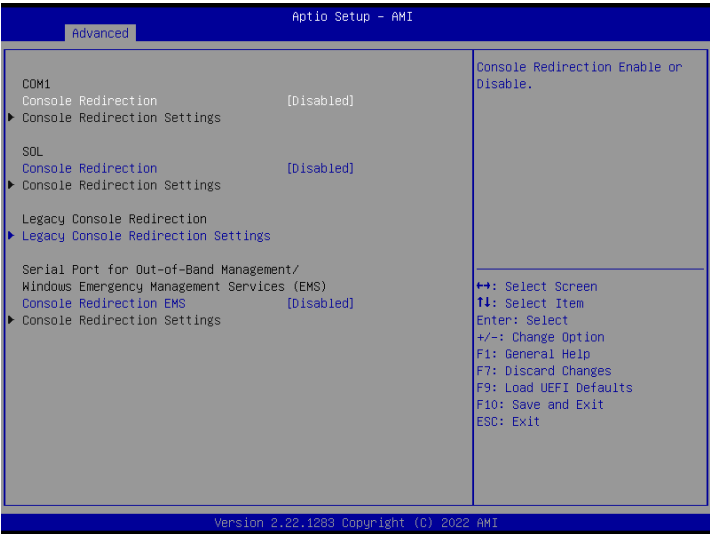 Aptio Setup – AMI
Advanced
COM1
Console Redirection [Disabled]
▶ Console Redirection Settings
SOL
Console Redirection [Disabled]
▶ Console Redirection Settings
Legacy Console Redirection
▶ Legacy Console Redirection Settings
Serial Port for Out-of-Band Management/
Windows Emergency Management Services (EMS)
Console Redirection EMS [Disabled]
▶ Console Redirection Settings
Console Redirection Enable or
Disable.
↔: Select Screen
↑↓: Select Item
Enter: Select
+/-: Change Option
F1: General Help
F7: Discard Changes
F9: Load UEFI Defaults
F10: Save and Exit
ESC: Exit
Version 2.22.1283 Copyright (C) 2022 AMI